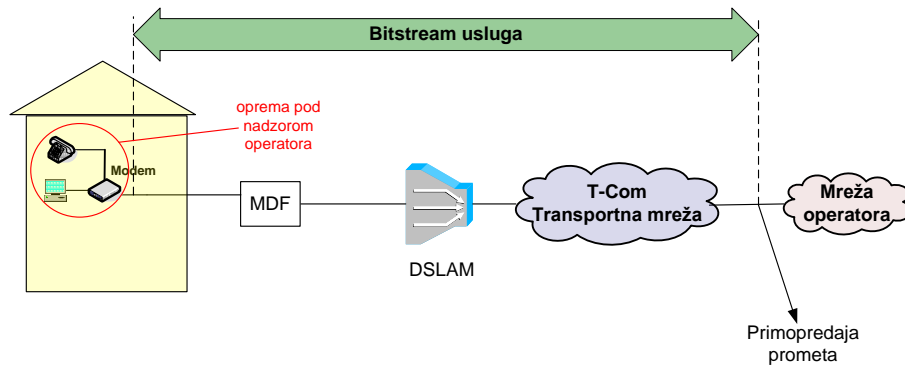 Bitstream usluga
oprema pod
nadzorom
operatora
Modem
MDF
DSLAM
T-Com
Transportna mreža
Mreža
operatora
Primopredaja
prometa